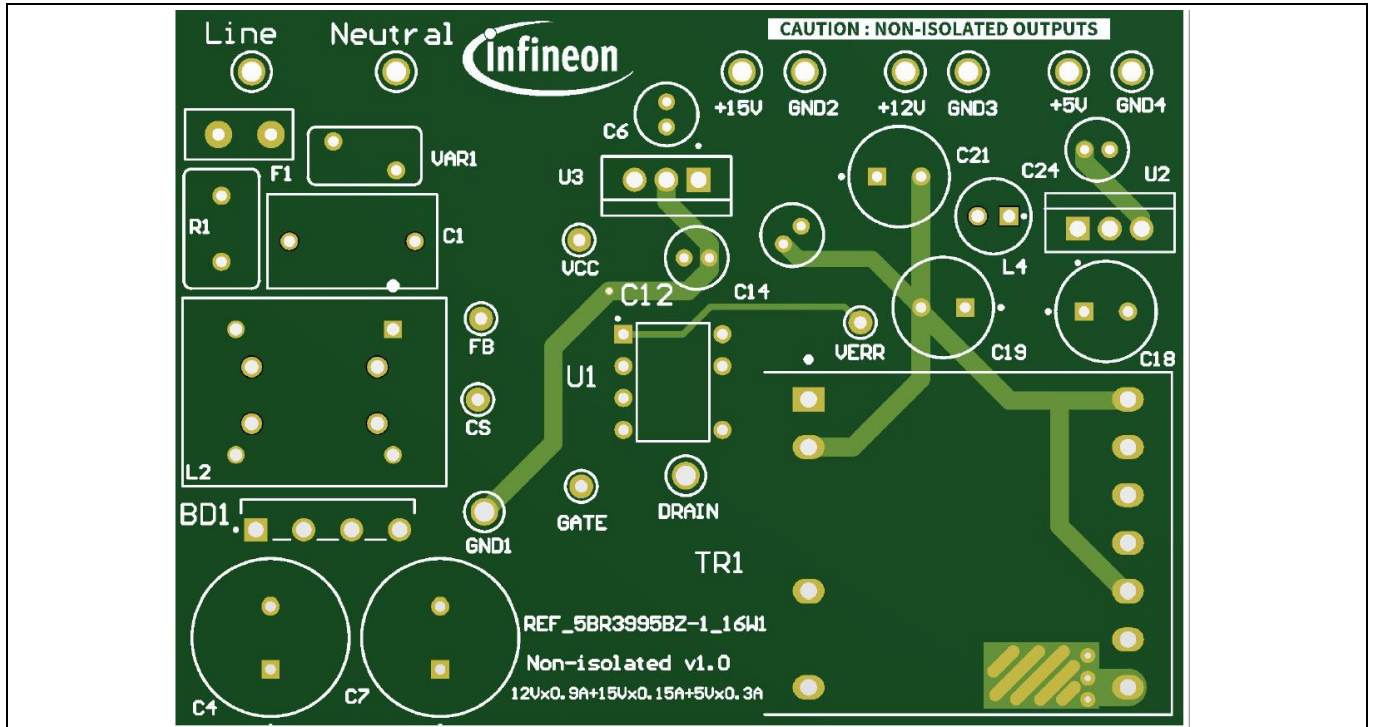 Line
Neutral
infineon
CAUTION : NON-ISOLATED OUTPUTS
+15V
GND2
+12V
GND3
+5V
GND4
C6
F1
VAR1
U3
C21
C24
U2
R1
C1
VCC
L4
C12
C14
FB
VERR
C19
C18
U1
CS
L2
BD1
GATE
DRAIN
GND1
TR1
REF_5BR3995BZ-1_16W1
Non-isolated v1.0
12Vx0.9A+15Vx0.15A+5Vx0.3A
C4
C7